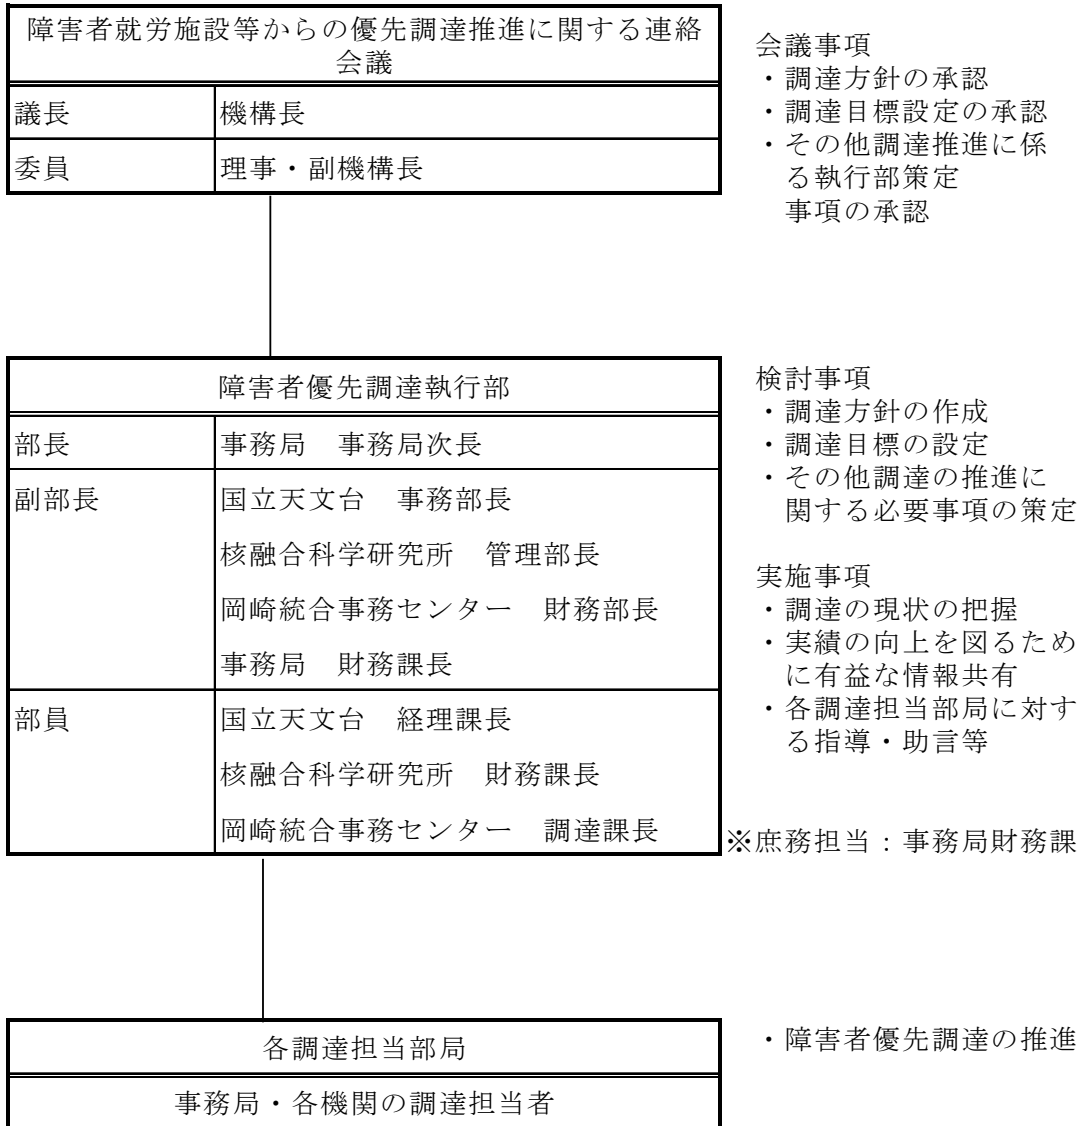 障害者就労施設等からの優先調達推進に関する連絡
会議
議長 機構長
委員 理事・副機構長
会議事項
・調達方針の承認
・調達目標設定の承認
・その他調達推進に係
る執行部策定
事項の承認
障害者優先調達執行部
部長 事務局 事務局次長
副部長 国立天文台 事務部長
核融合科学研究所 管理部長
岡崎統合事務センター 財務部長
事務局 財務課長
部員 国立天文台 経理課長
核融合科学研究所 財務課長
岡崎統合事務センター 調達課長
検討事項
・調達方針の作成
・調達目標の設定
・その他調達の推進に
関する必要事項の策定
実施事項
・調達の現状の把握
・実績の向上を図るため
に有益な情報共有
・各調達担当部局に対す
る指導・助言等
※庶務担当：事務局財務課
各調達担当部局
事務局・各機関の調達担当者
・障害者優先調達の推進